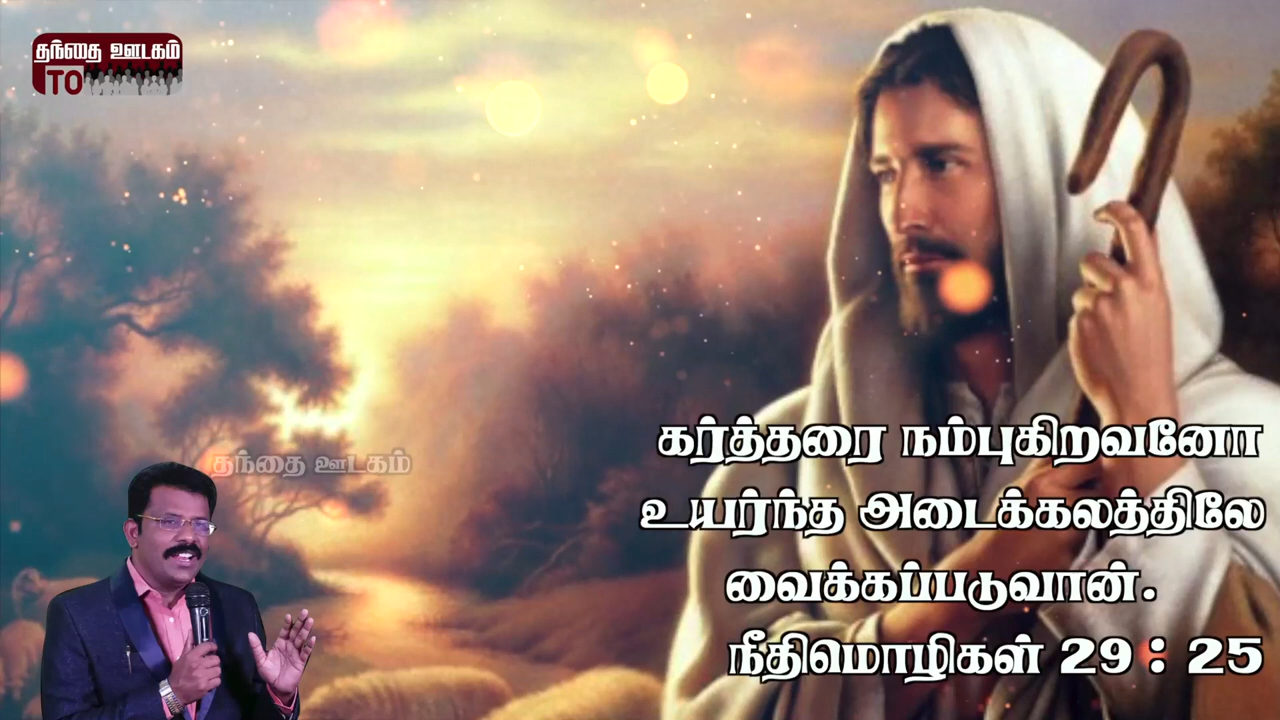 தந்தை ஊடகம்
TO
கர்த்தரை நம்புகிறவனோ
உயர்ந்த அடைக்கலத்திலே
வைக்கப்படுவான்.
நீதிமொழிகள் 29 : 25
தந்தை ஊடகம்